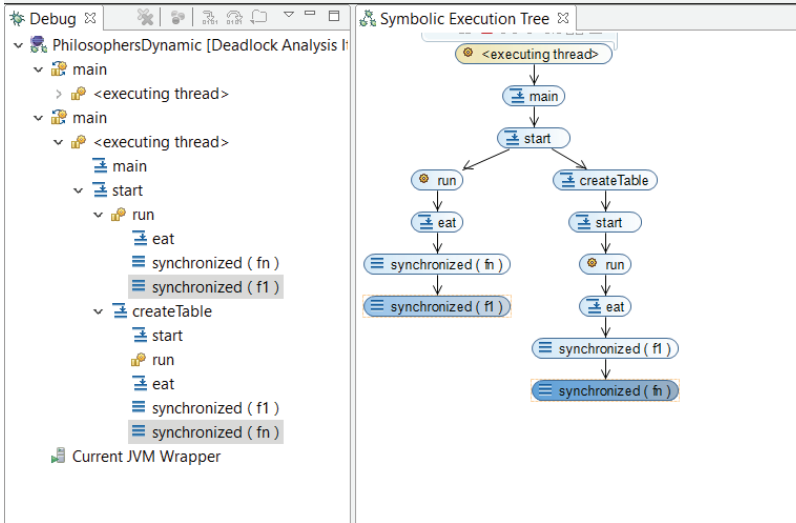 Debug
PhilosophersDynamic [Deadlock Analysis I
main
<executing thread>
main
<executing thread>
main
start
run
eat
synchronized ( fn )
synchronized ( f1 )
createTable
start
run
eat
synchronized ( f1 )
synchronized ( fn )
Current JVM Wrapper
Symbolic Execution Tree
<executing thread>
main
start
run createTable
eat start
synchronized ( fn ) run
synchronized ( f1 ) eat
synchronized ( f1 )
synchronized ( fn )